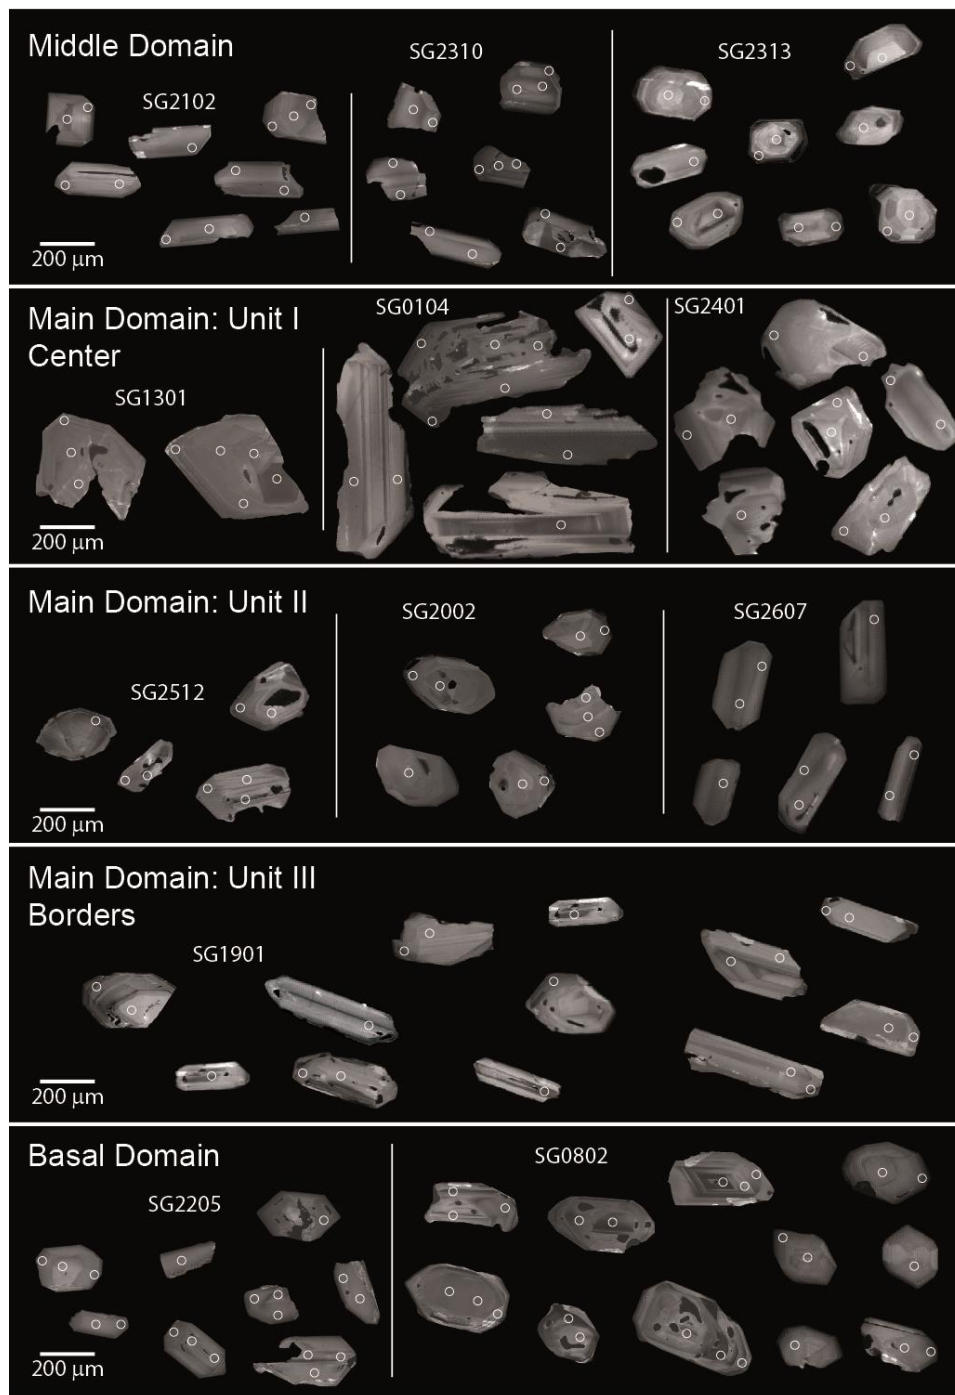 Middle Domain
SG2102
SG2310
SG2313
200 µm
Main Domain: Unit I
Center
SG1301
SG0104
SG2401
200 µm
Main Domain: Unit II
SG2512
SG2002
SG2607
200 µm
Main Domain: Unit III
Borders
SG1901
200 µm
Basal Domain
SG2205
SG0802
200 µm